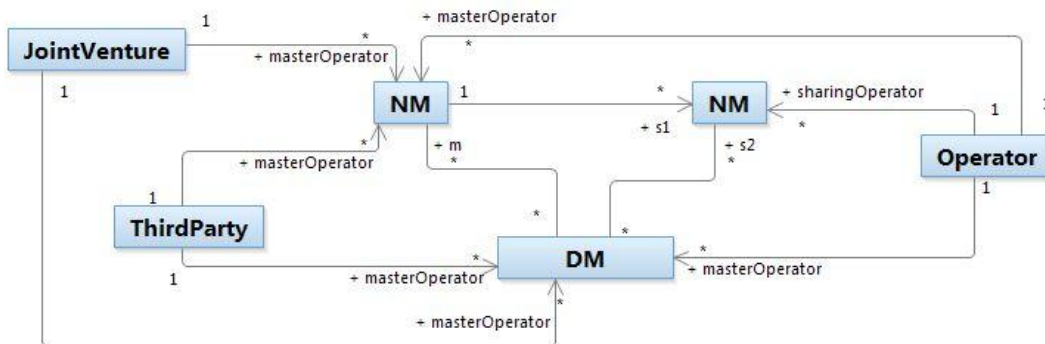 + masterOperator
1
*
JointVenture
*
+ masterOperator
1
NM
1
*
NM
+ sharingOperator
*
1
1
+ s1
+ m
*
+ s2
*
*
+ masterOperator
Operator
1
1
ThirdParty
*
*
*
DM
*
+ masterOperator
1
*
+ masterOperator
*
+ masterOperator